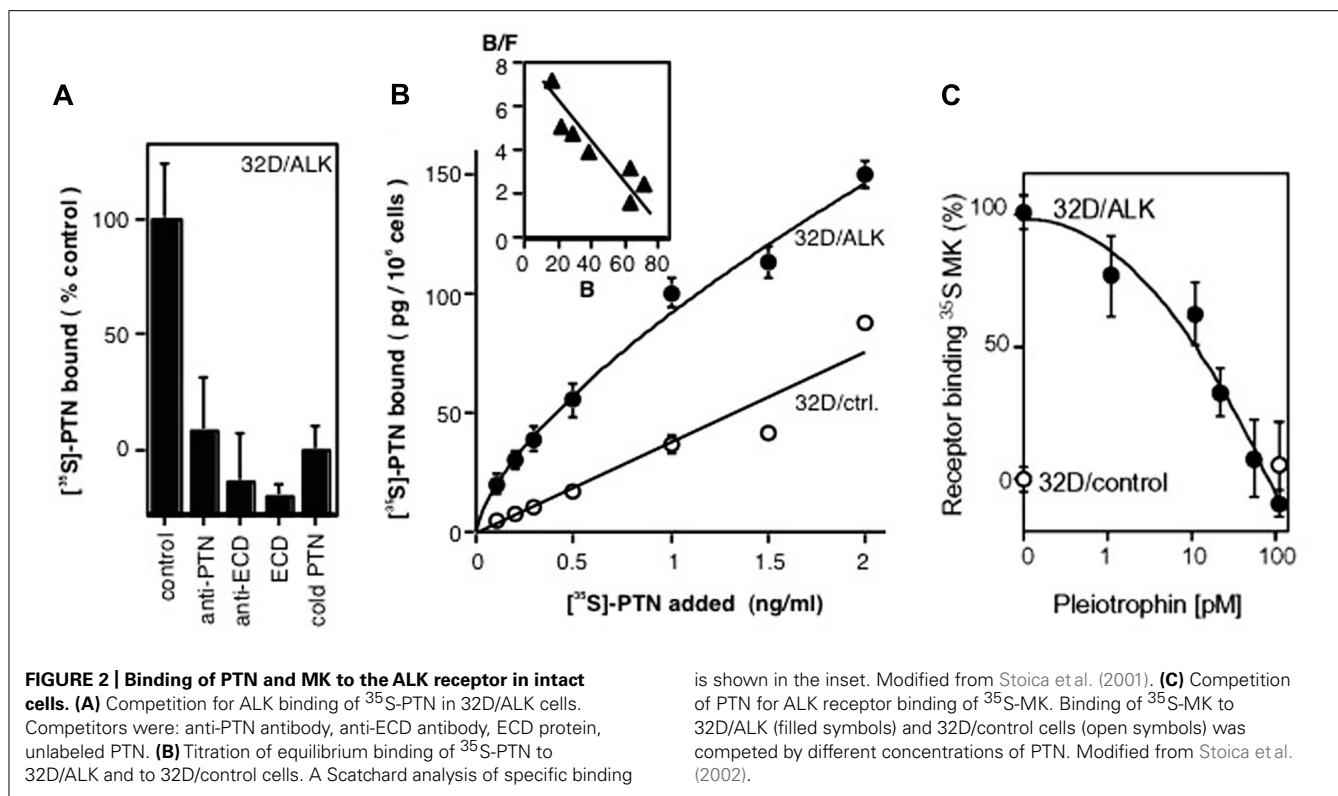 A
[³⁵S]-PTN bound ( % control)
100
50
0
32D/ALK
control
anti-PTN
anti-ECD
ECD
cold PTN
B
B/F
8
6
4
2
0
0 20 40 60 80
B
[³⁵S]-PTN bound ( pg / 10⁶ cells)
150
100
50
0
32D/ALK
32D/ctrl.
0 0.5 1 1.5 2
[³⁵S]-PTN added (ng/ml)
C
Receptor binding ³⁵S MK (%)
100
50
0
32D/ALK
32D/control
0 1 10 100
Pleiotrophin [pM]
FIGURE 2 | Binding of PTN and MK to the ALK receptor in intact
cells. (A) Competition for ALK binding of ³⁵S-PTN in 32D/ALK cells.
Competitors were: anti-PTN antibody, anti-ECD antibody, ECD protein,
unlabeled PTN. (B) Titration of equilibrium binding of ³⁵S-PTN to
32D/ALK and to 32D/control cells. A Scatchard analysis of specific binding
is shown in the inset. Modified from Stoica et al. (2001). (C) Competition
of PTN for ALK receptor binding of ³⁵S-MK. Binding of ³⁵S-MK to
32D/ALK (filled symbols) and 32D/control cells (open symbols) was
competed by different concentrations of PTN. Modified from Stoica et al.
(2002).